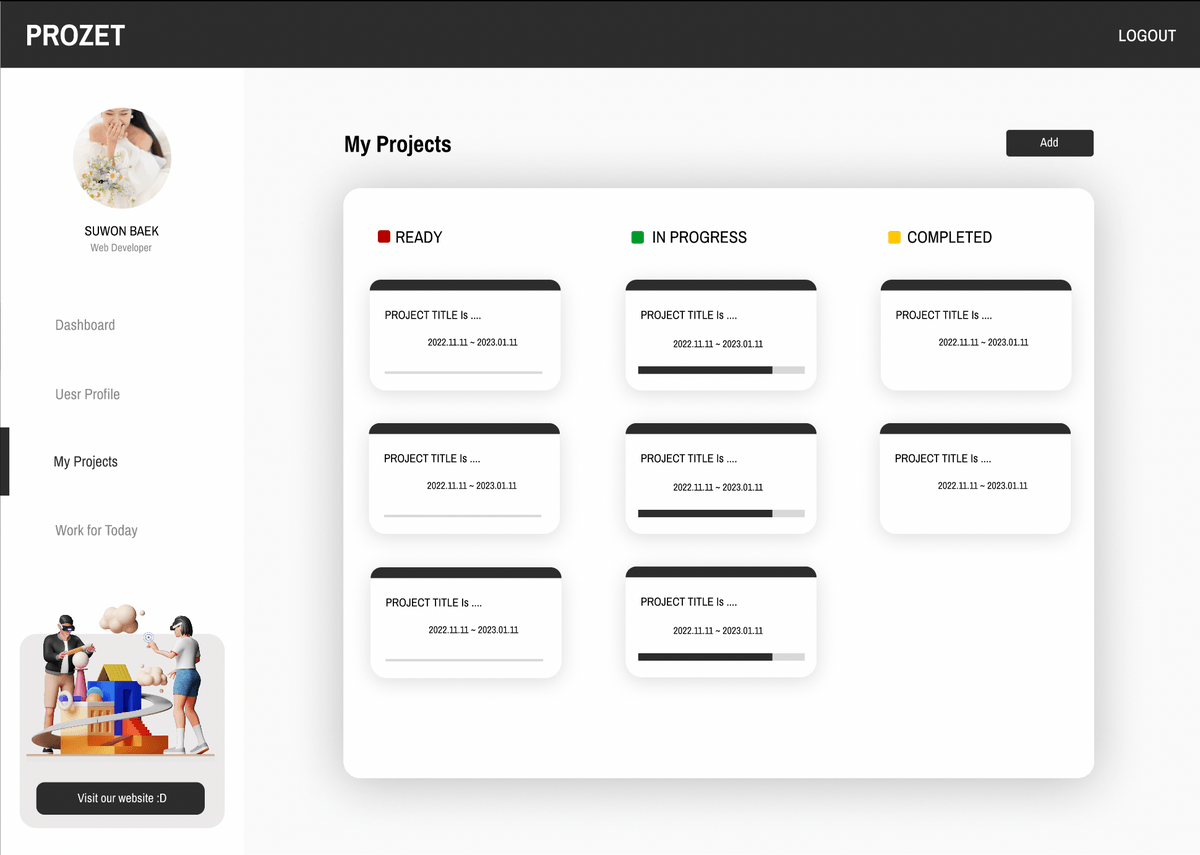 PROZET
LOGOUT
SUWON BAEK
Web Developer
Dashboard
Uesr Profile
My Projects
Work for Today
Visit our website :D
My Projects
Add
READY
PROJECT TITLE Is ....
2022.11.11 ~ 2023.01.11
PROJECT TITLE Is ....
2022.11.11 ~ 2023.01.11
PROJECT TITLE Is ....
2022.11.11 ~ 2023.01.11
IN PROGRESS
PROJECT TITLE Is ....
2022.11.11 ~ 2023.01.11
PROJECT TITLE Is ....
2022.11.11 ~ 2023.01.11
PROJECT TITLE Is ....
2022.11.11 ~ 2023.01.11
COMPLETED
PROJECT TITLE Is ....
2022.11.11 ~ 2023.01.11
PROJECT TITLE Is ....
2022.11.11 ~ 2023.01.11